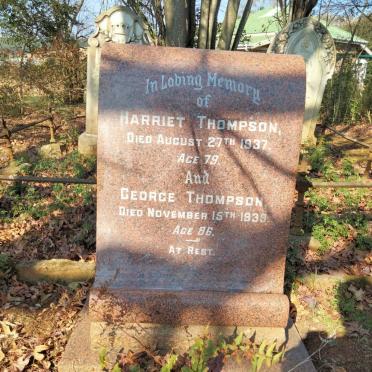 In Loving Memory
of
Harriet Thompson,
Died August 27th 1937.
Age 79.
And
George Thompson
Died November 15th 1939
Age 86.
At Rest.